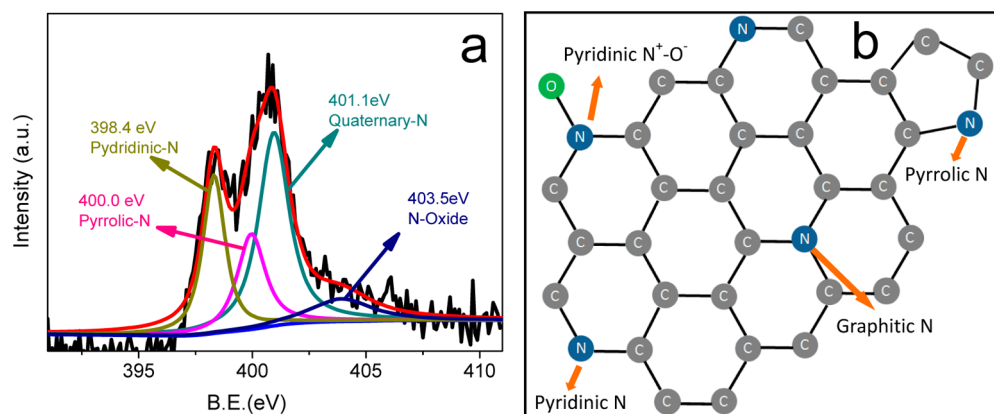 a
Intensity (a.u.)
398.4 eV
Pydridinic-N
400.0 eV
Pyrrolic-N
401.1eV
Quaternary-N
403.5eV
N-Oxide
395 400 405 410
B.E.(eV)
b
Pyridinic N⁺-O⁻
N C
C C
C C C C
O
N C C C C N
Pyrrolic N
C C C C C
C C C N C
C C C C C
Graphitic N
N C C C
C C
Pyridinic N